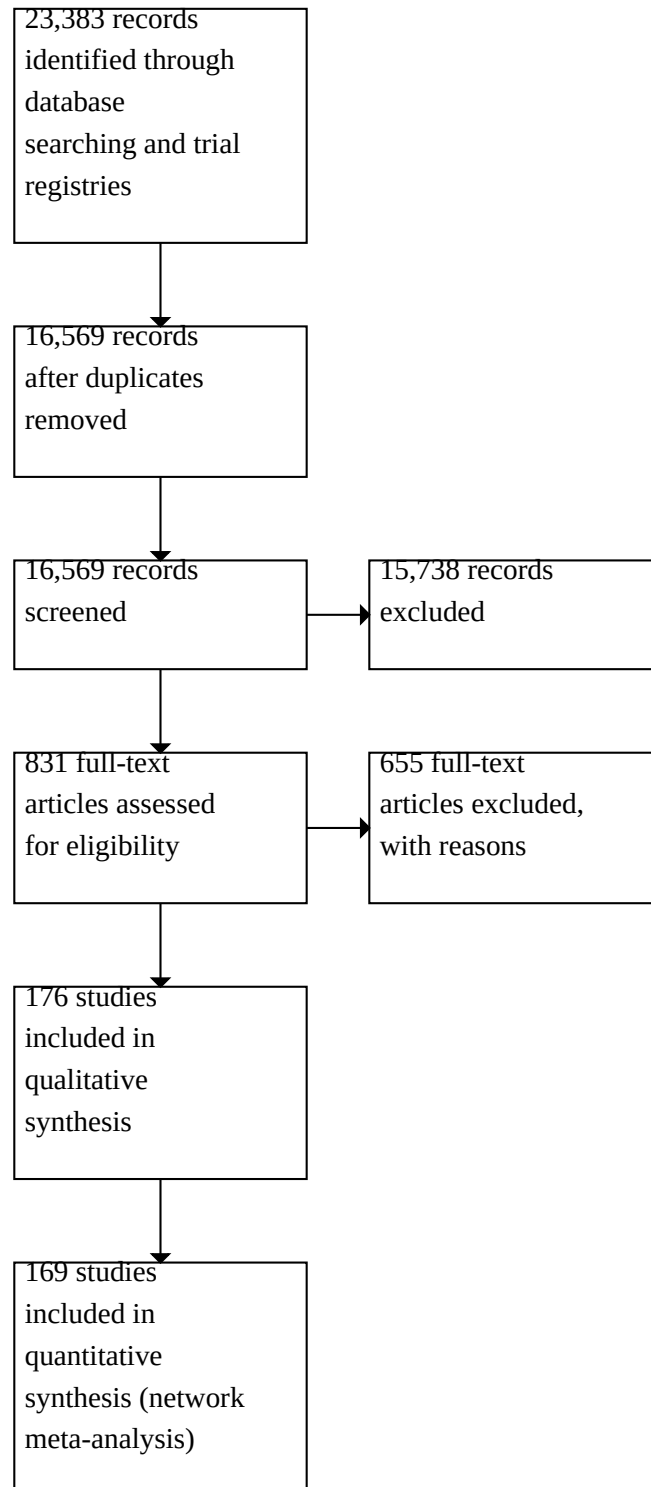 23,383 records
identified through
database
searching and trial
registries
16,569 records
after duplicates
removed
16,569 records
screened
15,738 records
excluded
831 full-text
articles assessed
for eligibility
655 full-text
articles excluded,
with reasons
176 studies
included in
qualitative
synthesis
169 studies
included in
quantitative
synthesis (network
meta-analysis)